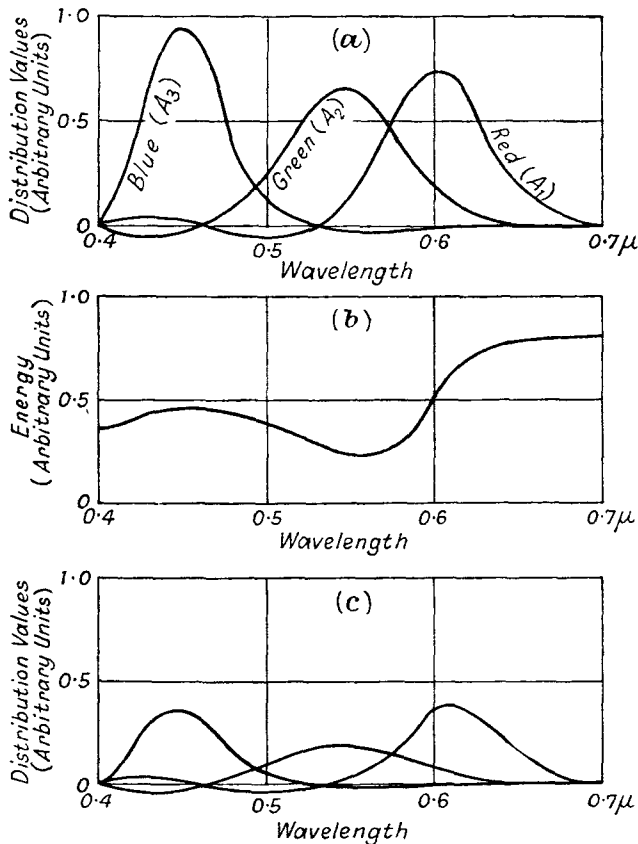 (a)
Distribution Values
(Arbitrary Units)
1.0
0.5
0
Blue (A3)
Green (A2)
Red (A1)
0.4
0.5
0.6
0.7μ
Wavelength
(b)
Energy
(Arbitrary Units)
1.0
0.5
0
0.4
0.5
0.6
0.7μ
Wavelength
(c)
Distribution Values
(Arbitrary Units)
1.0
0.5
0
0.4
0.5
0.6
0.7μ
Wavelength